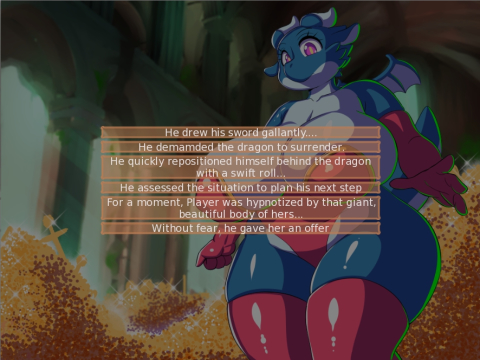 He drew his sword gallantly....
He demamded the dragon to surrender.
He quickly repositioned himself behind the dragon
with a swift roll...
He assessed the situation to plan his next step
For a moment, Player was hypnotized by that giant,
beautiful body of hers...
Without fear, he gave her an offer